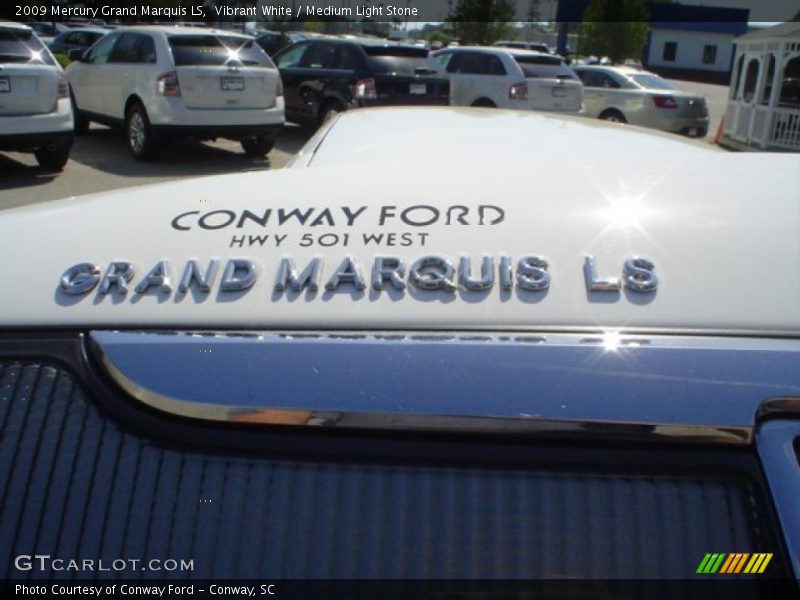 2009 Mercury Grand Marquis LS, Vibrant White / Medium Light Stone
CONWAY FORD
HWY 501 WEST
GRAND MARQUIS LS
GTCARLOT.COM
Photo Courtesy of Conway Ford – Conway, SC